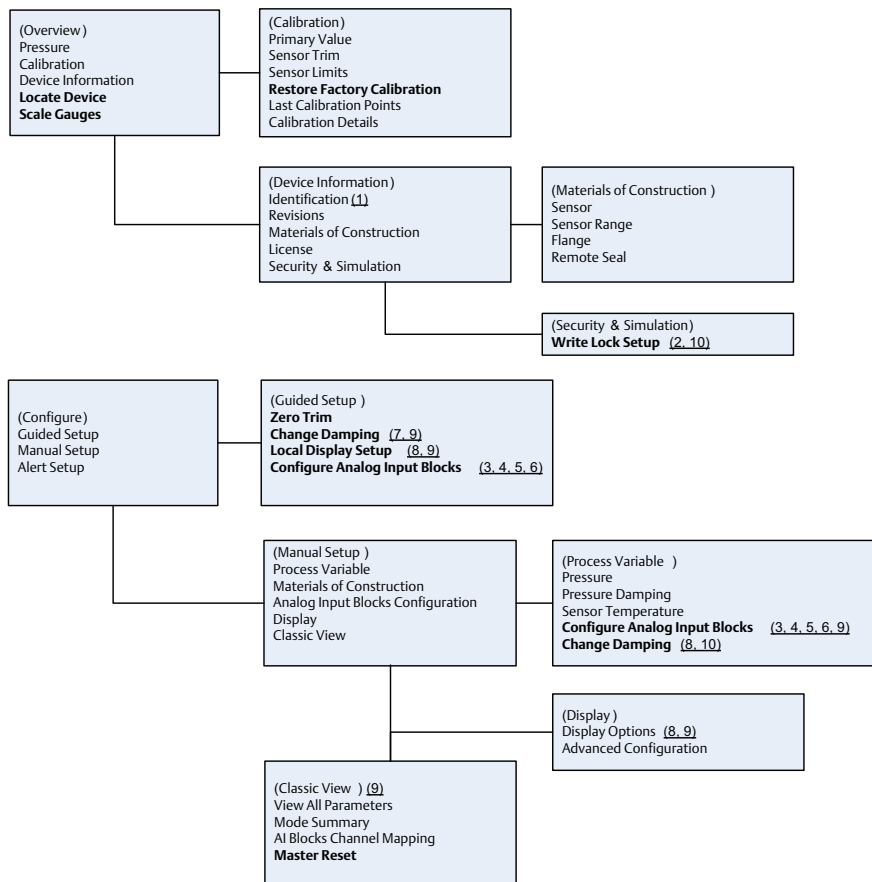 (Overview)
Pressure
Calibration
Device Information
Locate Device
Scale Gauges
(Calibration)
Primary Value
Sensor Trim
Sensor Limits
Restore Factory Calibration
Last Calibration Points
Calibration Details
(Device Information)
Identification (1)
Revisions
Materials of Construction
License
Security & Simulation
(Materials of Construction )
Sensor
Sensor Range
Flange
Remote Seal
(Security & Simulation)
Write Lock Setup (2, 10)
(Configure)
Guided Setup
Manual Setup
Alert Setup
(Guided Setup )
Zero Trim
Change Damping (7, 9)
Local Display Setup (8, 9)
Configure Analog Input Blocks (3, 4, 5, 6)
(Manual Setup )
Process Variable
Materials of Construction
Analog Input Blocks Configuration
Display
Classic View
(Process Variable )
Pressure
Pressure Damping
Sensor Temperature
Configure Analog Input Blocks (3, 4, 5, 6, 9)
Change Damping (8, 10)
(Display )
Display Options (8, 9)
Advanced Configuration
(Classic View ) (9)
View All Parameters
Mode Summary
AI Blocks Channel Mapping
Master Reset